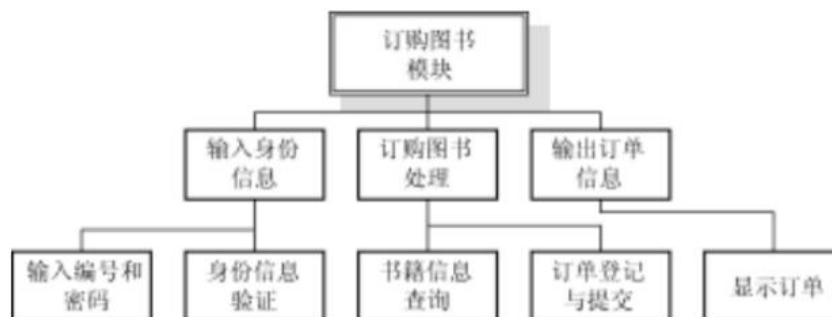 订购图书
模块
输入身份
信息
订购图书
处理
输出订单
信息
输入编号和
密码
身份信息
验证
书籍信息
查询
订单登记
与提交
显示订单